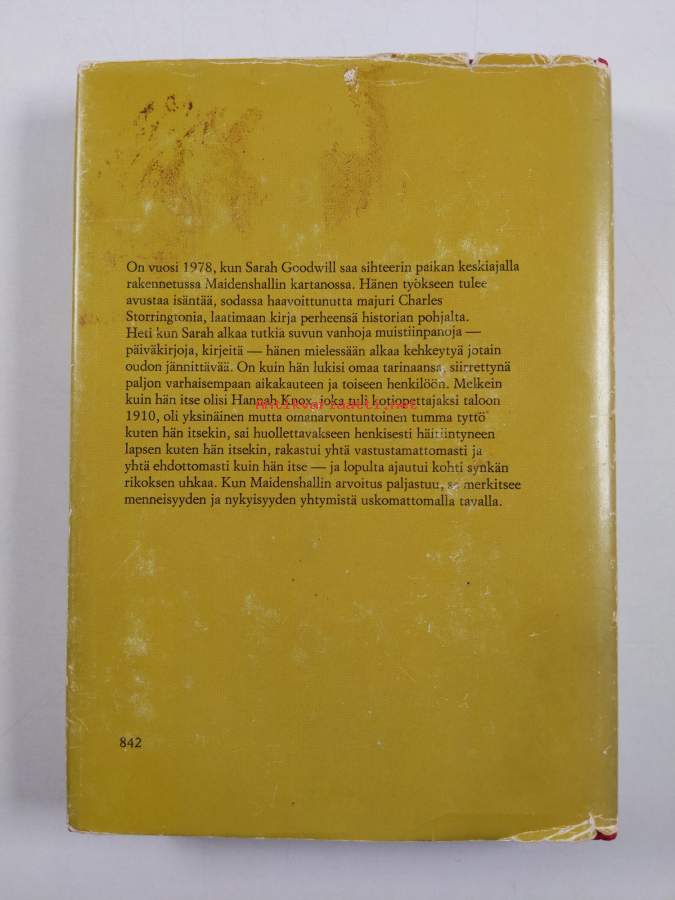 On vuosi 1978, kun Sarah Goodwill saa sihteerin paikan keskiajalla
rakennetussa Maidenshallin kartanossa. Hänen työkseen tulee
avustaa isäntää, sodassa haavoittunutta majuri Charles
Storringtonia, laatimaan kirja perheensä historian pohjalta.
Heti kun Sarah alkaa tutkia suvun vanhoja muistiinpanoja —
päiväkirjoja, kirjeitä — hänen mielessään alkaa kehkeytyä jotain
oudon jännittävää. On kuin hän lukisi omaa tarinaansa, siirrettynä
paljon varhaisempaan aikakauteen ja toiseen henkilöön. Melkein
kuin hän itse olisi Hannah Knox, joka tuli kotiopettajaksi taloon
Antikvariaatti.net
1910, oli yksinäinen mutta omanarvontuntoinen tumma tyttö
kuten hän itsekin, sai huollettavakseen henkisesti häiriintyneen
lapsen kuten hän itsekin, rakastui yhtä vastustamattomasti ja
yhtä ehdottomasti kuin hän itse — ja lopulta ajautui kohti synkän
rikoksen uhkaa. Kun Maidenshallin arvoitus paljastuu, se merkitsee
menneisyyden ja nykyisyyden yhtymistä uskomattomalla tavalla.
842